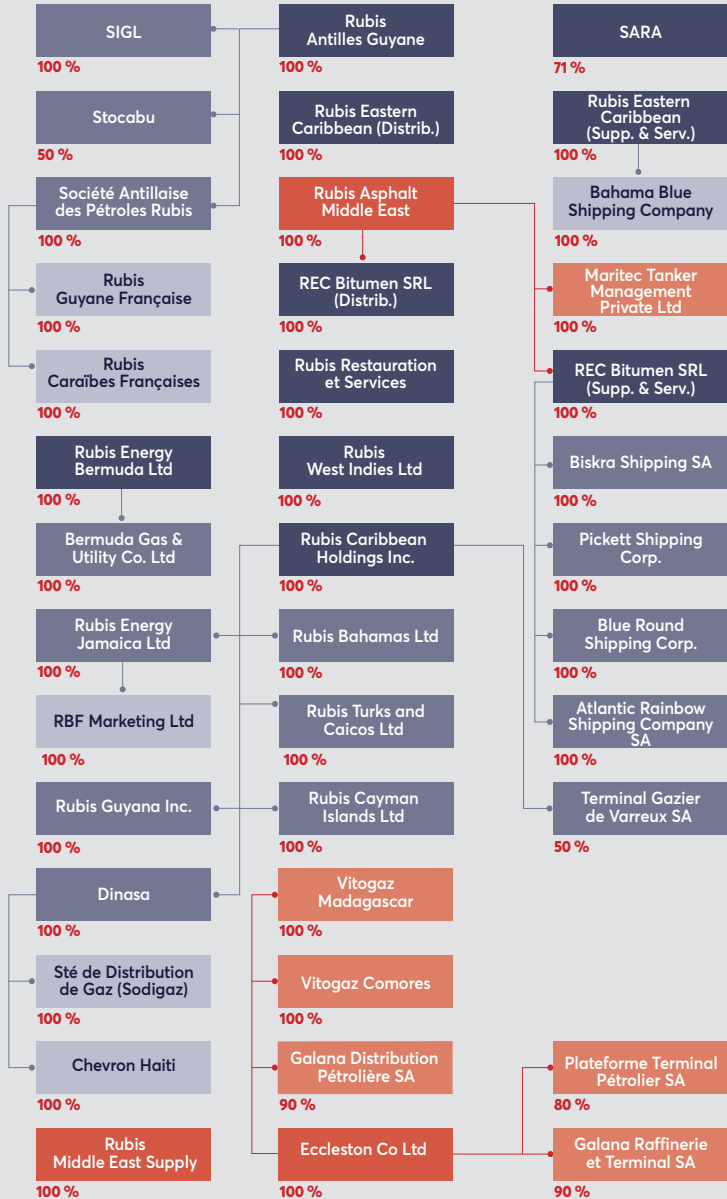 SIGL
100 %
Rubis
Antilles Guyane
100 %
SARA
71 %
Stocabu
50 %
Rubis Eastern
Caribbean (Distrib.)
100 %
Rubis Eastern
Caribbean
(Supp. & Serv.)
100 %
Société Antillaise
des Pétroles Rubis
100 %
Rubis Asphalt
Middle East
100 %
Bahama Blue
Shipping Company
100 %
Rubis
Guyane Française
100 %
REC Bitumen SRL
(Distrib.)
100 %
Maritec Tanker
Management
Private Ltd
100 %
Rubis
Caraïbes Françaises
100 %
Rubis Restauration
et Services
100 %
REC Bitumen SRL
(Supp. & Serv.)
100 %
Rubis Energy
Bermuda Ltd
100 %
Rubis
West Indies Ltd
100 %
Biskra Shipping SA
100 %
Bermuda Gas &
Utility Co. Ltd
100 %
Rubis Caribbean
Holdings Inc.
100 %
Pickett Shipping
Corp.
100 %
Rubis Energy
Jamaica Ltd
100 %
Rubis Bahamas Ltd
100 %
Blue Round
Shipping Corp.
100 %
RBF Marketing Ltd
100 %
Rubis Turks and
Caicos Ltd
100 %
Atlantic Rainbow
Shipping Company
SA
100 %
Rubis Guyana Inc.
100 %
Rubis Cayman
Islands Ltd
100 %
Terminal Gazier
de Varreux SA
50 %
Dinasa
100 %
Vitogaz
Madagascar
100 %
Sté de Distribution
de Gaz (Sodigaz)
100 %
Vitogaz Comores
100 %
Chevron Haiti
100 %
Galana Distribution
Pétrolière SA
90 %
Plateforme Terminal
Pétrolier SA
80 %
Rubis
Middle East Supply
100 %
Eccleston Co Ltd
100 %
Galana Raffinerie
et Terminal SA
90 %